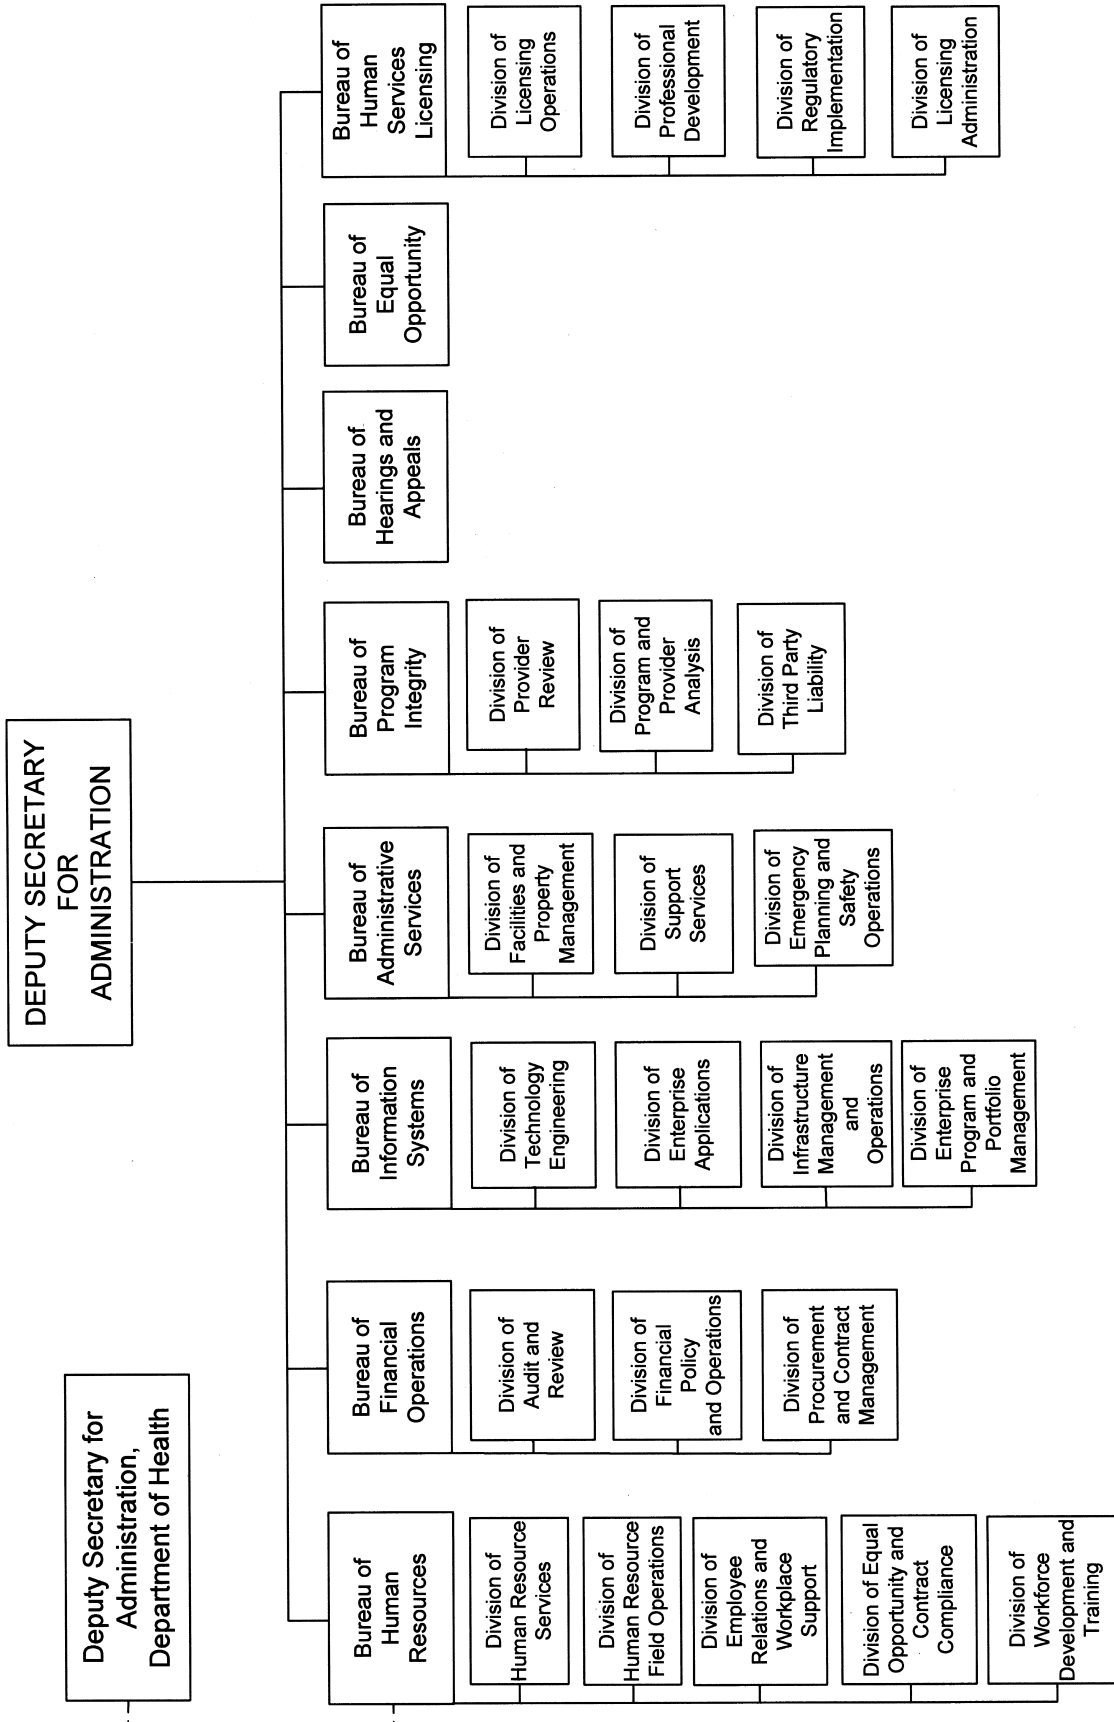 DEPUTY SECRETARY
FOR
ADMINISTRATION
Deputy Secretary for
Administration,
Department of Health
Bureau of
Human
Resources
Division of
Human Resource
Services
Division of
Human Resource
Field Operations
Division of
Employee
Relations and
Workplace
Support
Division of Equal
Opportunity and
Contract
Compliance
Division of
Workforce
Development and
Training
Bureau of
Financial
Operations
Division of
Audit and
Review
Division of
Financial
Policy
and Operations
Division of
Procurement
and Contract
Management
Bureau of
Information
Systems
Division of
Technology
Engineering
Division of
Enterprise
Applications
Division of
Infrastructure
Management
and
Operations
Division of
Enterprise
Program and
Portfolio
Management
Bureau of
Administrative
Services
Division of
Facilities and
Property
Management
Division of
Support
Services
Division of
Emergency
Planning and
Safety
Operations
Bureau of
Program
Integrity
Division of
Provider
Review
Division of
Program and
Provider
Analysis
Division of
Third Party
Liability
Bureau of
Hearings and
Appeals
Bureau of
Equal
Opportunity
Bureau of
Human
Services
Licensing
Division of
Licensing
Operations
Division of
Professional
Development
Division of
Regulatory
Implementation
Division of
Licensing
Administration